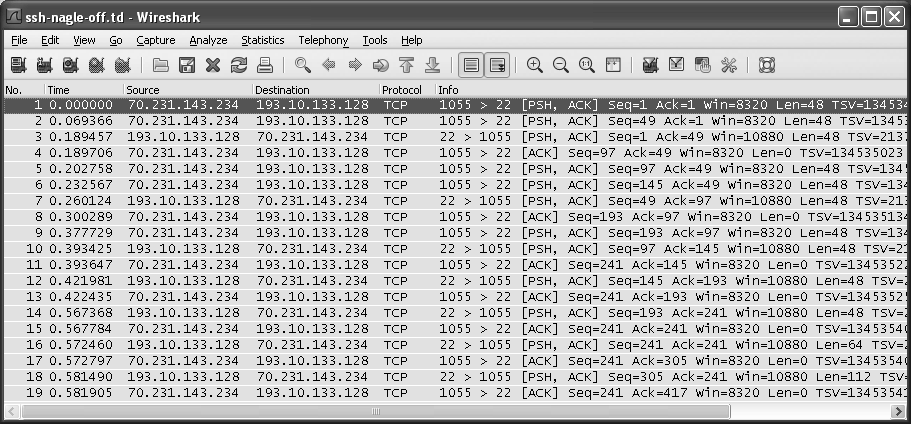 ssh-nagle-off.td - Wireshark
File Edit View Go Capture Analyze Statistics Telephony Tools Help
No. Time Source Destination Protocol Info
1 0.000000 70.231.143.234 193.10.133.128 TCP 1055 > 22 [PSH, ACK] Seq=1 Ack=1 Win=8320 Len=48 TSV=134534
2 0.069366 70.231.143.234 193.10.133.128 TCP 1055 > 22 [PSH, ACK] Seq=49 Ack=1 Win=8320 Len=48 TSV=13453
3 0.189457 193.10.133.128 70.231.143.234 TCP 22 > 1055 [PSH, ACK] Seq=1 Ack=49 Win=10880 Len=48 TSV=2137
4 0.189706 70.231.143.234 193.10.133.128 TCP 1055 > 22 [ACK] Seq=97 Ack=49 Win=8320 Len=0 TSV=134535023
5 0.202758 70.231.143.234 193.10.133.128 TCP 1055 > 22 [PSH, ACK] Seq=97 Ack=49 Win=8320 Len=48 TSV=1345
6 0.232567 70.231.143.234 193.10.133.128 TCP 1055 > 22 [PSH, ACK] Seq=145 Ack=49 Win=8320 Len=48 TSV=134
7 0.260124 193.10.133.128 70.231.143.234 TCP 22 > 1055 [PSH, ACK] Seq=49 Ack=97 Win=10880 Len=48 TSV=213
8 0.300289 70.231.143.234 193.10.133.128 TCP 1055 > 22 [ACK] Seq=193 Ack=97 Win=8320 Len=0 TSV=134535134
9 0.377729 70.231.143.234 193.10.133.128 TCP 1055 > 22 [PSH, ACK] Seq=193 Ack=97 Win=8320 Len=48 TSV=134
10 0.393425 193.10.133.128 70.231.143.234 TCP 22 > 1055 [PSH, ACK] Seq=97 Ack=145 Win=10880 Len=48 TSV=21
11 0.393647 70.231.143.234 193.10.133.128 TCP 1055 > 22 [ACK] Seq=241 Ack=145 Win=8320 Len=0 TSV=13453522
12 0.421981 193.10.133.128 70.231.143.234 TCP 22 > 1055 [PSH, ACK] Seq=145 Ack=193 Win=10880 Len=48 TSV=2
13 0.422435 70.231.143.234 193.10.133.128 TCP 1055 > 22 [ACK] Seq=241 Ack=193 Win=8320 Len=0 TSV=13453525
14 0.567368 193.10.133.128 70.231.143.234 TCP 22 > 1055 [PSH, ACK] Seq=193 Ack=241 Win=10880 Len=48 TSV=2
15 0.567784 70.231.143.234 193.10.133.128 TCP 1055 > 22 [ACK] Seq=241 Ack=241 Win=8320 Len=0 TSV=13453540
16 0.572460 193.10.133.128 70.231.143.234 TCP 22 > 1055 [PSH, ACK] Seq=241 Ack=241 Win=10880 Len=64 TSV=2
17 0.572797 70.231.143.234 193.10.133.128 TCP 1055 > 22 [ACK] Seq=241 Ack=305 Win=8320 Len=0 TSV=13453540
18 0.581490 193.10.133.128 70.231.143.234 TCP 22 > 1055 [PSH, ACK] Seq=305 Ack=241 Win=10880 Len=112 TSV=
19 0.581905 70.231.143.234 193.10.133.128 TCP 1055 > 22 [ACK] Seq=241 Ack=417 Win=8320 Len=0 TSV=13453541